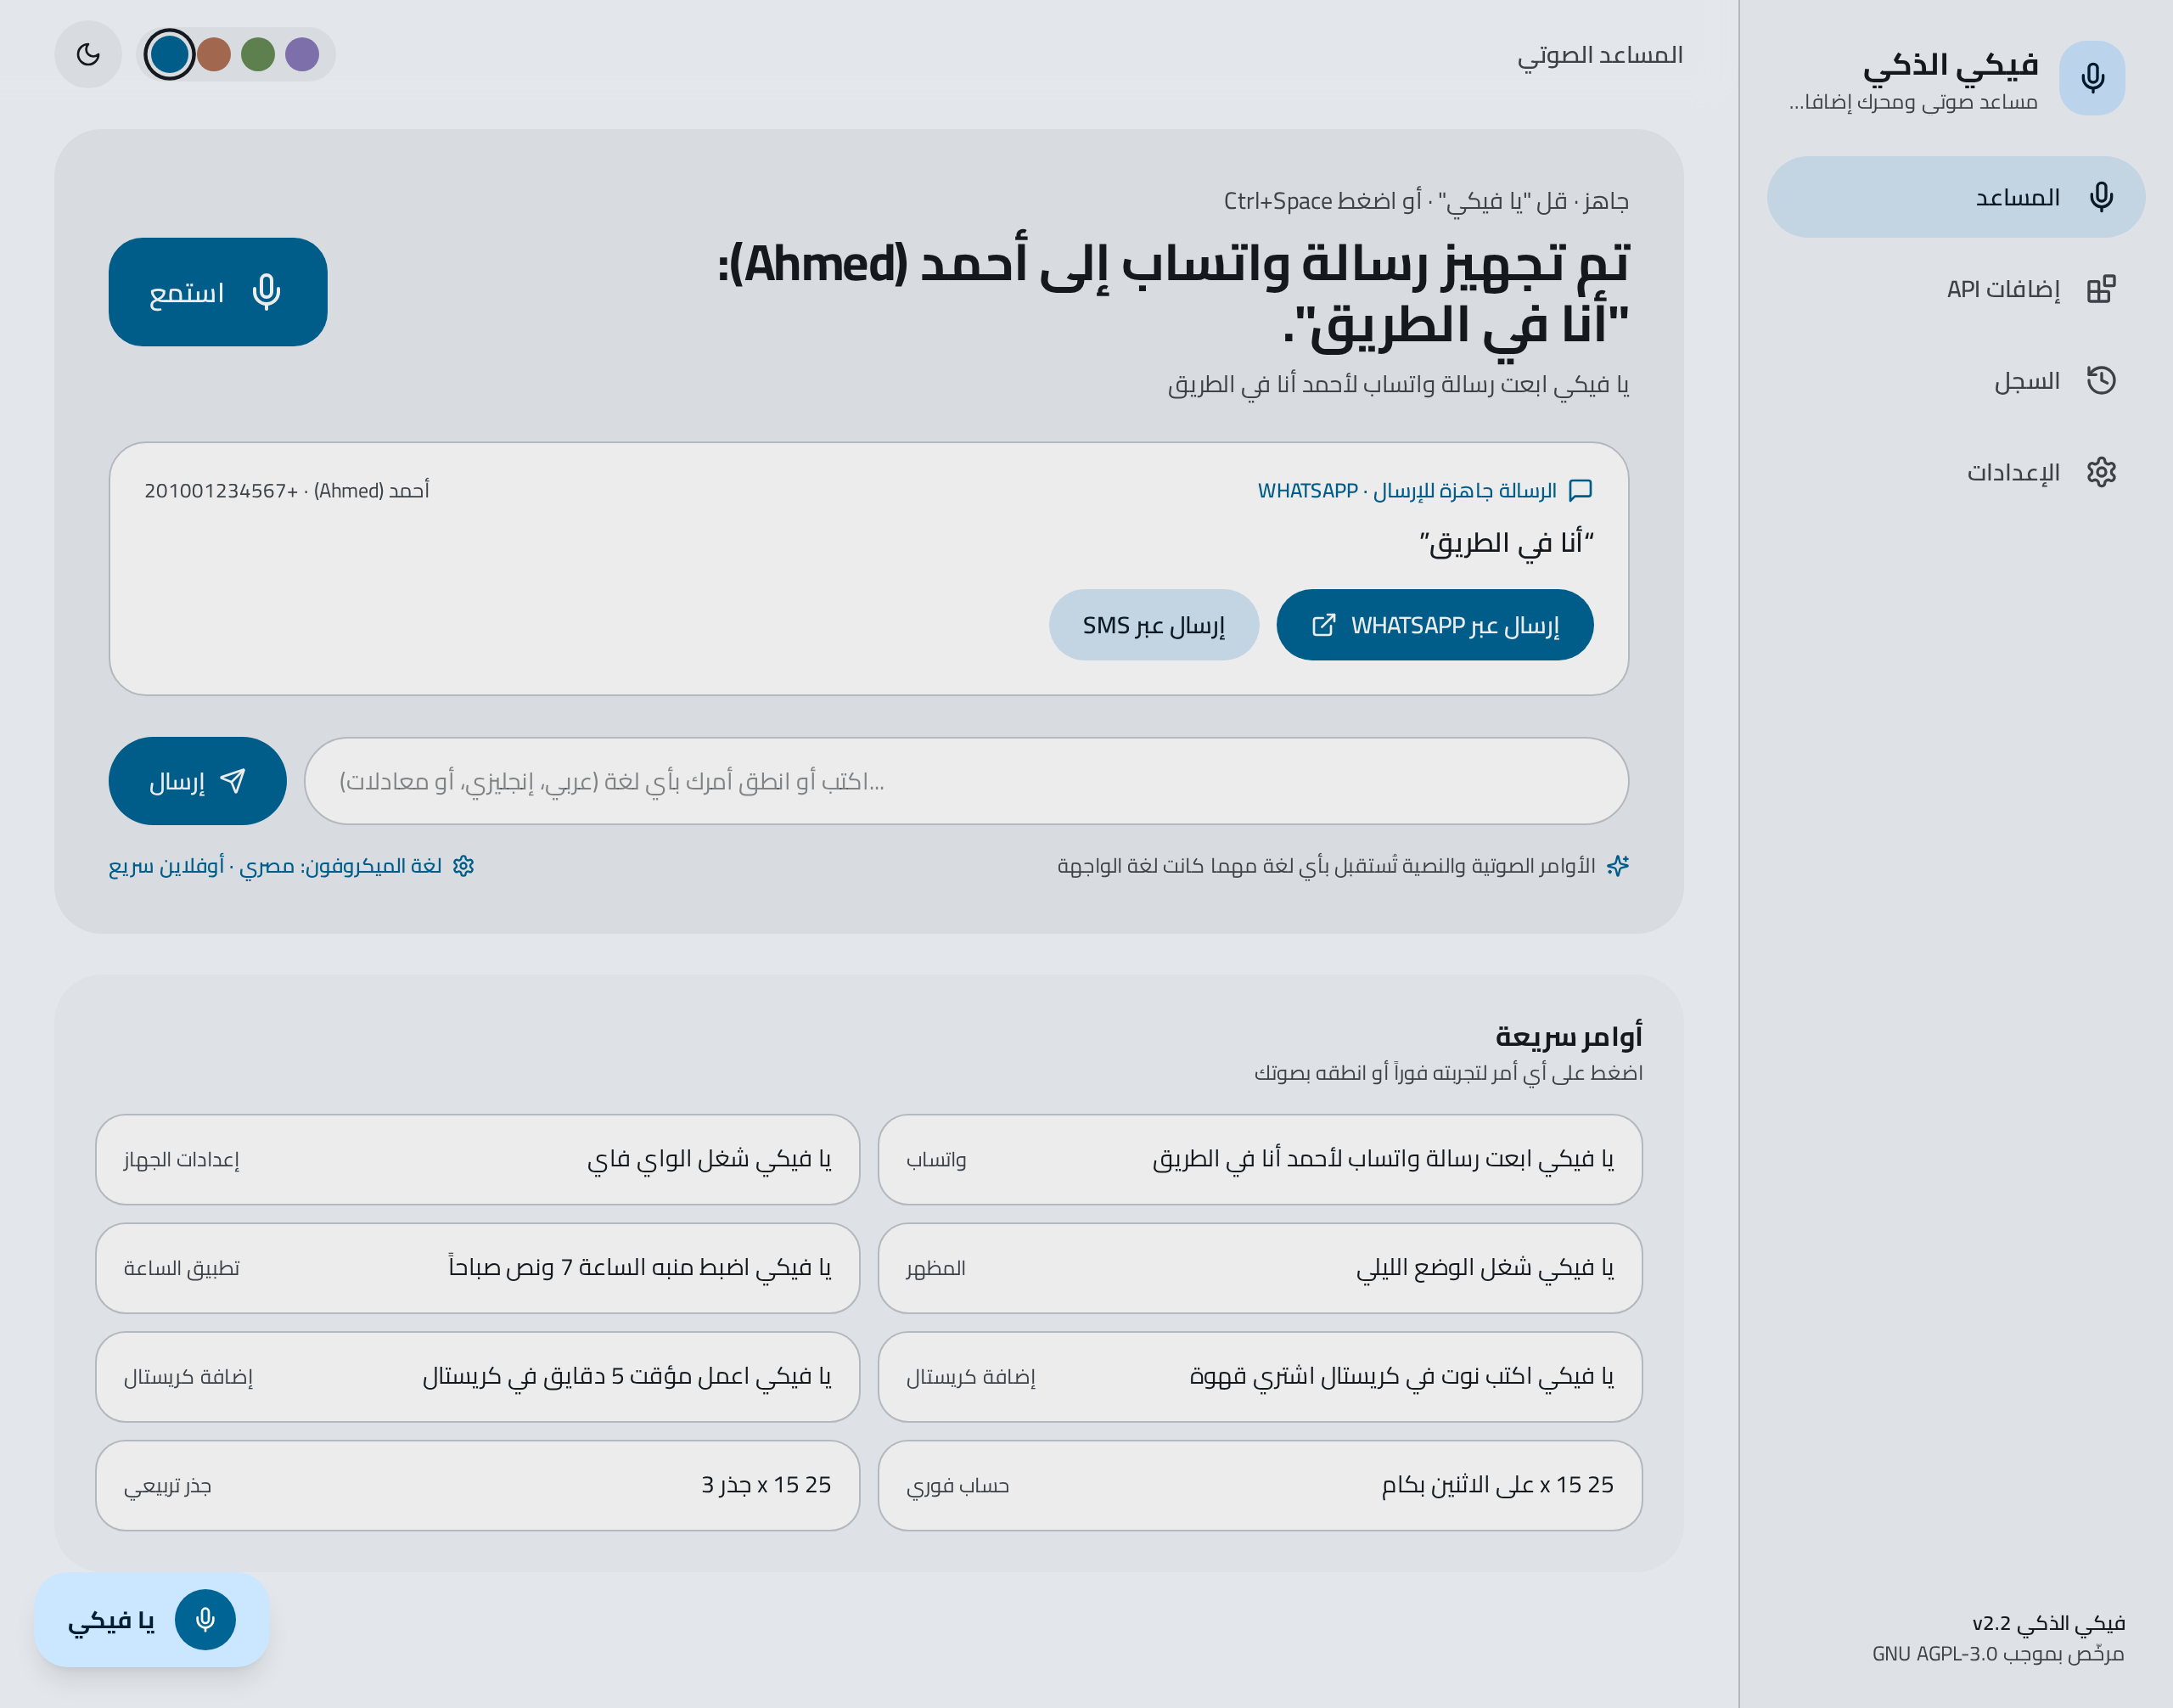 فيكي الذكي
مساعد صوتى ومحرك إضافا...
المساعد
إضافات API
السجل
الإعدادات
فيكي الذكي v2.2
مرخّص بموجب GNU AGPL-3.0
المساعد الصوتي
جاهز · قل "يا فيكي" · أو اضغط Ctrl+Space
تم تجهيز رسالة واتساب إلى أحمد (Ahmed):
"أنا في الطريق".
يا فيكي ابعت رسالة واتساب لأحمد أنا في الطريق
استمع
الرسالة جاهزة للإرسال · WHATSAPP
أحمد (Ahmed) · +201001234567
“أنا في الطريق”
إرسال عبر WHATSAPP
إرسال عبر SMS
اكتب أو انطق أمرك بأي لغة (عربي، إنجليزي، أو معادلات)...
إرسال
الأوامر الصوتية والنصية تُستقبل بأي لغة مهما كانت لغة الواجهة
لغة الميكروفون: مصري · أوفلاين سريع
أوامر سريعة
اضغط على أي أمر لتجربته فوراً أو انطقه بصوتك
يا فيكي ابعت رسالة واتساب لأحمد أنا في الطريق
واتساب
يا فيكي شغل الواي فاي
إعدادات الجهاز
يا فيكي شغل الوضع الليلي
المظهر
يا فيكي اضبط منبه الساعة 7 ونص صباحاً
تطبيق الساعة
يا فيكي اكتب نوت في كريستال اشتري قهوة
إضافة كريستال
يا فيكي اعمل مؤقت 5 دقايق في كريستال
إضافة كريستال
25 x 15 على الاثنين بكام
حساب فوري
25 x 15 جذر 3
جذر تربيعي
يا فيكي